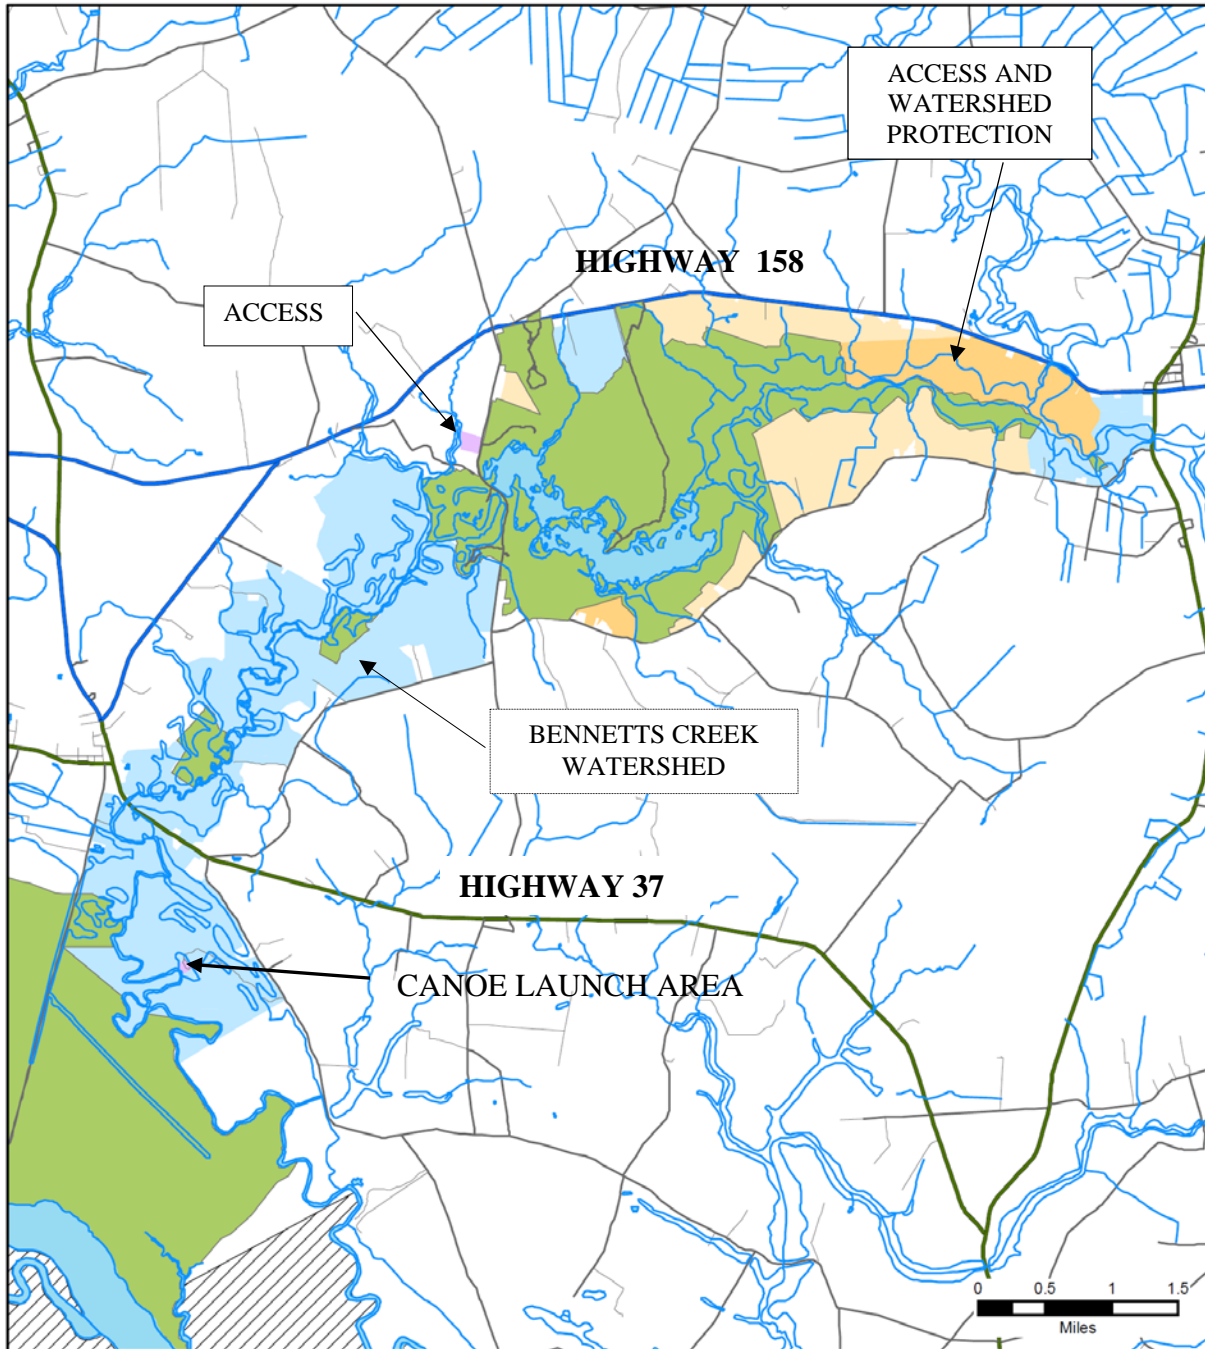 ACCESS AND
WATERSHED
PROTECTION
HIGHWAY 158
ACCESS
BENNETTS CREEK
WATERSHED
HIGHWAY 37
CANOE LAUNCH AREA
0 0.5 1 1.5
Miles